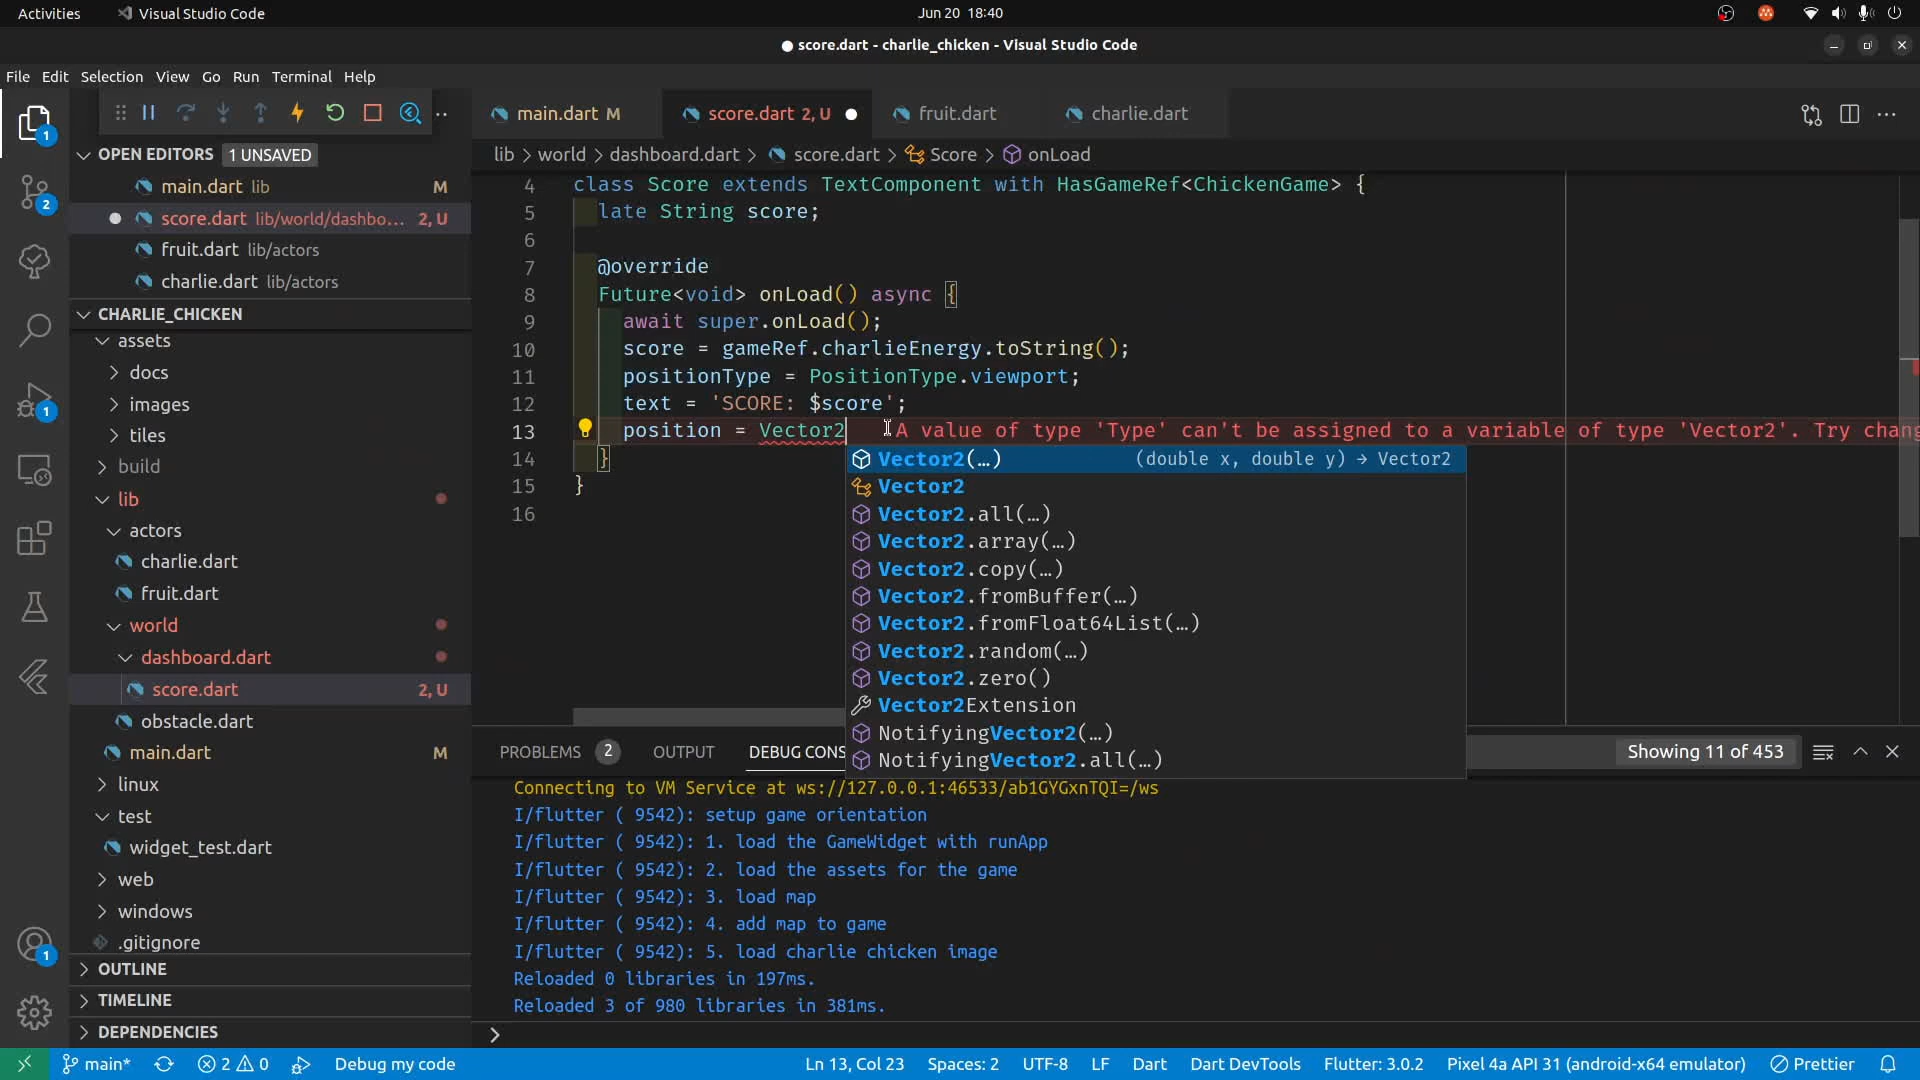 Activities
Visual Studio Code
Jun 20 18:40
score.dart - charlie_chicken - Visual Studio Code
File Edit Selection View Go Run Terminal Help
main.dart M
score.dart 2, U
fruit.dart
charlie.dart
OPEN EDITORS 1 UNSAVED
main.dart lib M
score.dart lib/world/dashbo... 2, U
fruit.dart lib/actors
charlie.dart lib/actors
CHARLIE_CHICKEN
assets
docs
images
tiles
build
lib
actors
charlie.dart
fruit.dart
world
dashboard.dart
score.dart 2, U
obstacle.dart
main.dart M
linux
test
widget_test.dart
web
windows
.gitignore
OUTLINE
TIMELINE
DEPENDENCIES
1
2
1
1
lib > world > dashboard.dart > score.dart > Score > onLoad
4 class Score extends TextComponent with HasGameRef<ChickenGame> {
5 late String score;
6
7 @override
8 Future<void> onLoad() async {
9 await super.onLoad();
10 score = gameRef.charlieEnergy.toString();
11 positionType = PositionType.viewport;
12 text = 'SCORE: $score';
13 position = Vector2 A value of type 'Type' can't be assigned to a variable of type 'Vector2'. Try chang
14 }
15 }
16
Vector2(…) (double x, double y) → Vector2
Vector2
Vector2.all(…)
Vector2.array(…)
Vector2.copy(…)
Vector2.fromBuffer(…)
Vector2.fromFloat64List(…)
Vector2.random(…)
Vector2.zero()
Vector2Extension
NotifyingVector2(…)
NotifyingVector2.all(…)
PROBLEMS 2 OUTPUT DEBUG CONS
Showing 11 of 453
Connecting to VM Service at ws://127.0.0.1:46533/ab1GYGxnTQI=/ws
I/flutter ( 9542): setup game orientation
I/flutter ( 9542): 1. load the GameWidget with runApp
I/flutter ( 9542): 2. load the assets for the game
I/flutter ( 9542): 3. load map
I/flutter ( 9542): 4. add map to game
I/flutter ( 9542): 5. load charlie chicken image
Reloaded 0 libraries in 197ms.
Reloaded 3 of 980 libraries in 381ms.
>
main* 2 0 Debug my code Ln 13, Col 23 Spaces: 2 UTF-8 LF Dart Dart DevTools Flutter: 3.0.2 Pixel 4a API 31 (android-x64 emulator) Prettier